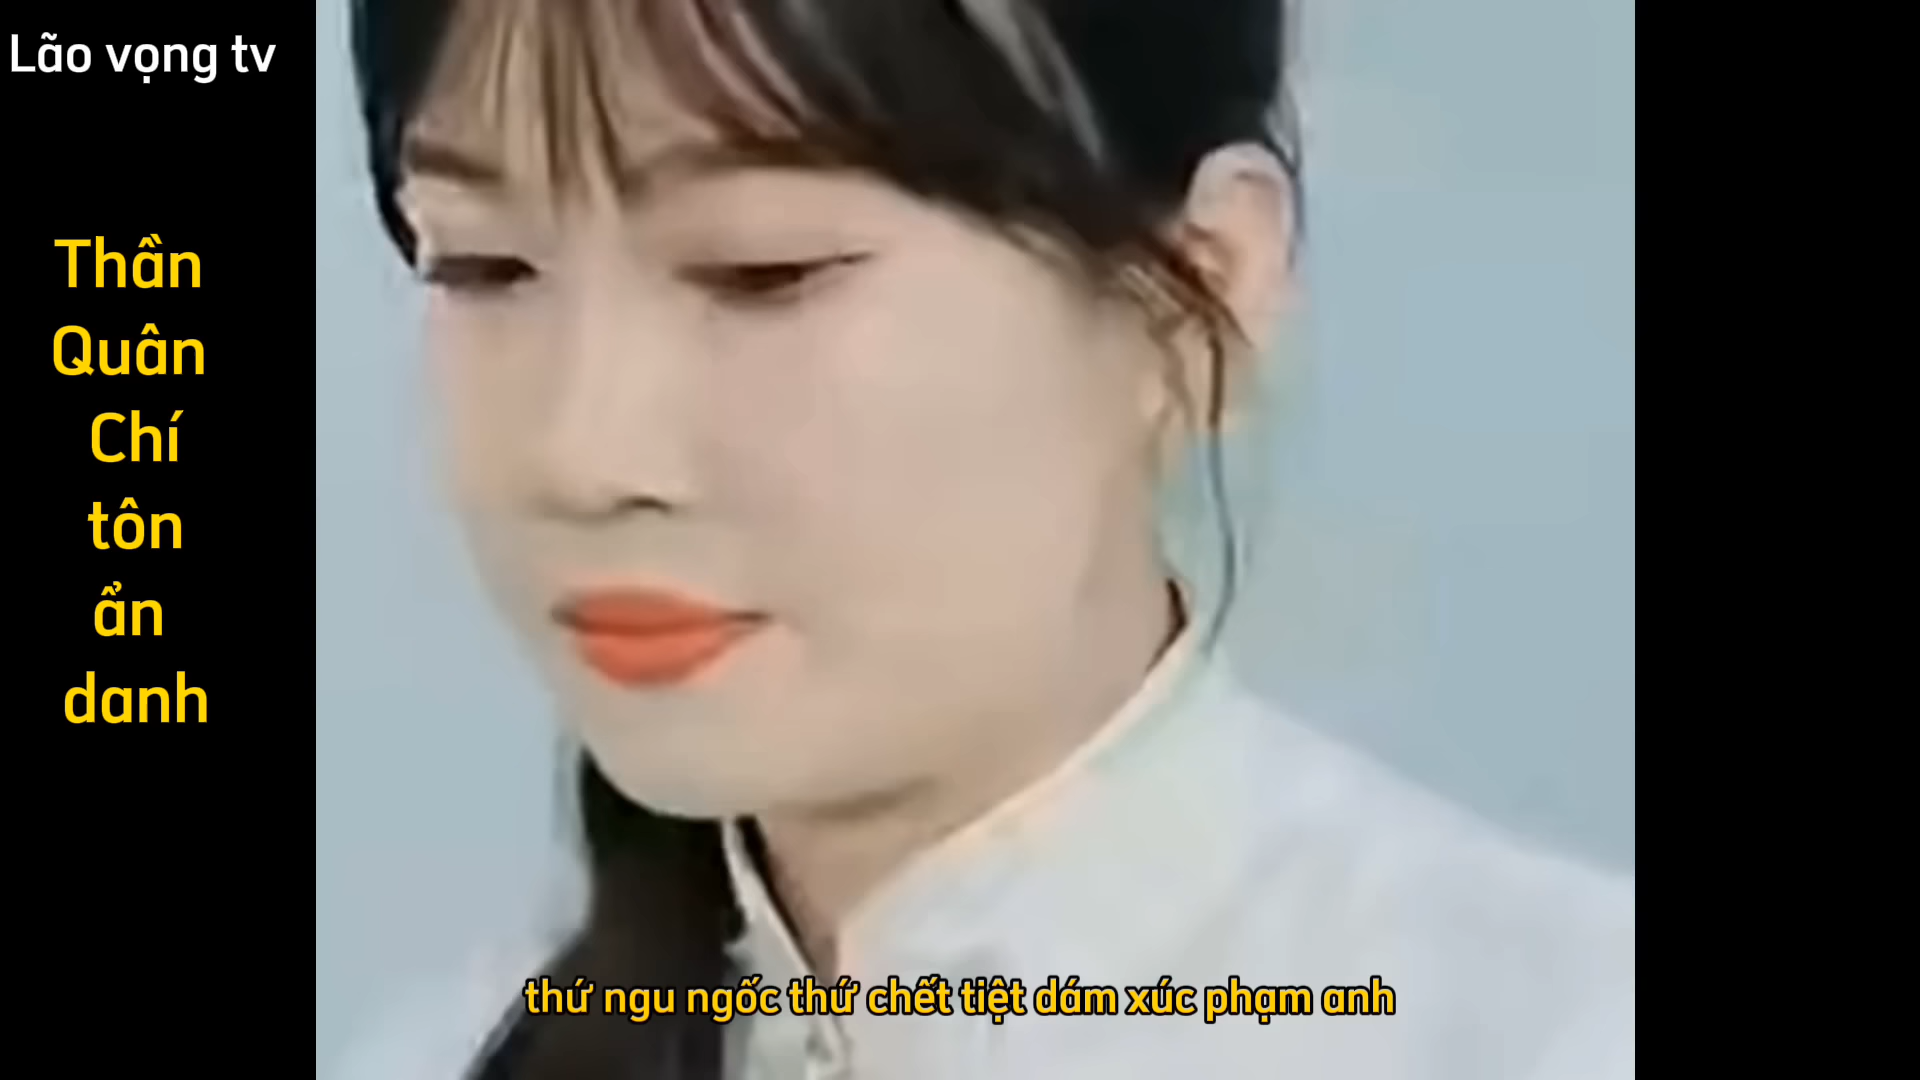 Lão vọng tv
Thần
Quân
Chí
tôn
ẩn
danh
thứ ngu ngốc thứ chết tiệt dám xúc phạm anh